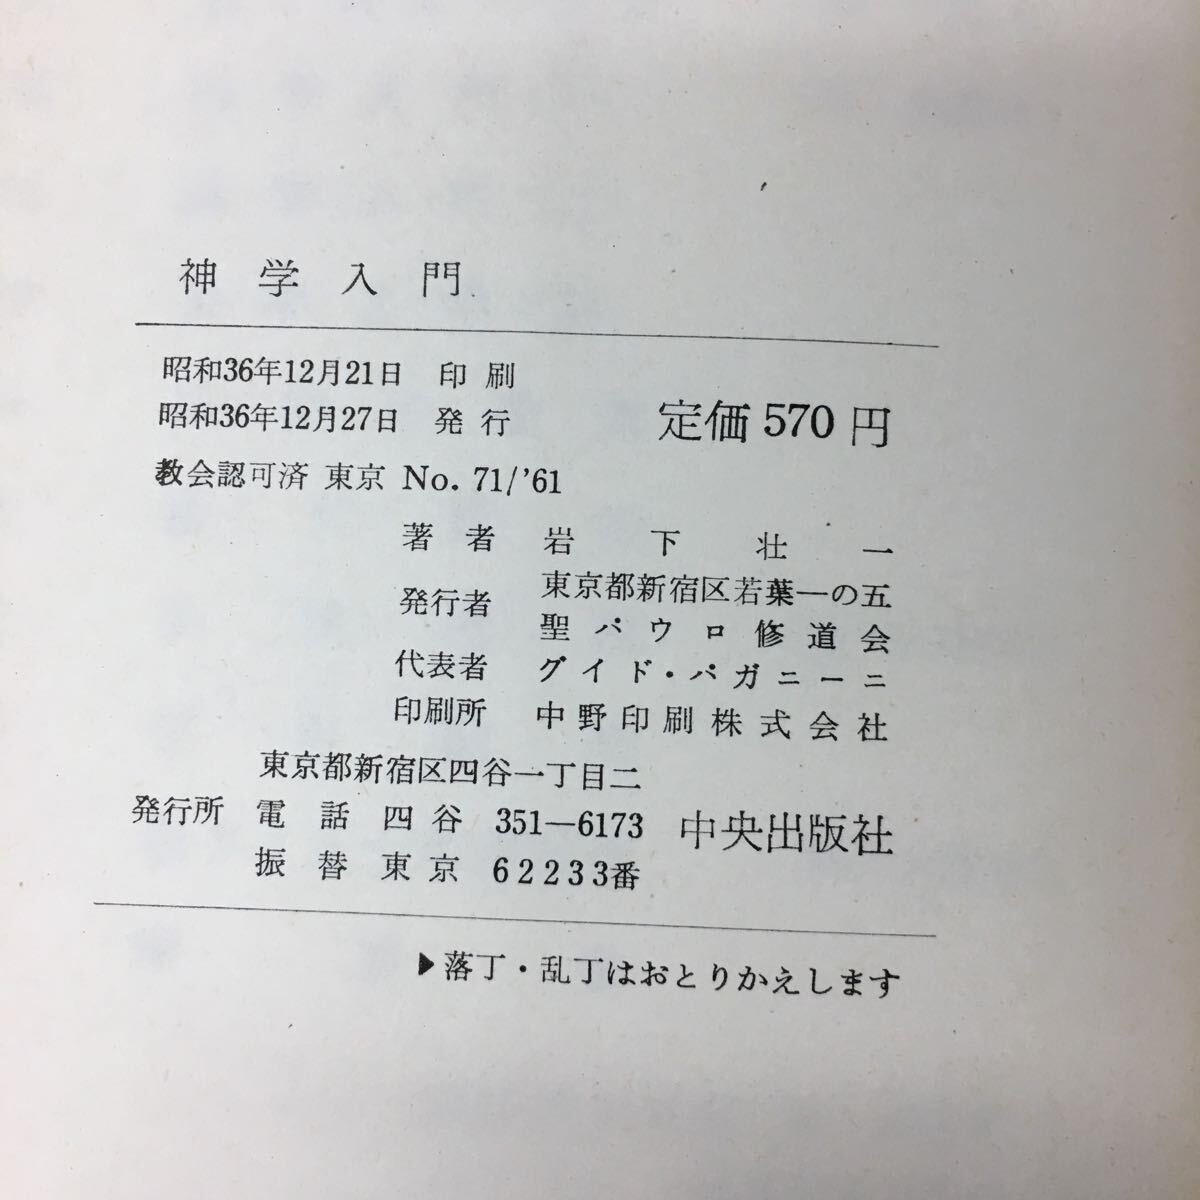 神学入門
昭和36年12月21日 印刷
昭和36年12月27日 発行
定価 570 円
教会認可済 東京 No. 71/'61
著者 岩下壮一
発行者 東京都新宿区若葉一の五
聖パウロ修道会
代表者 グイド・パガニーニ
印刷所 中野印刷株式会社
東京都新宿区四谷一丁目二
発行所 電話 四谷 351—6173 中央出版社
振替東京 62233番
▶落丁・乱丁はおとりかえします